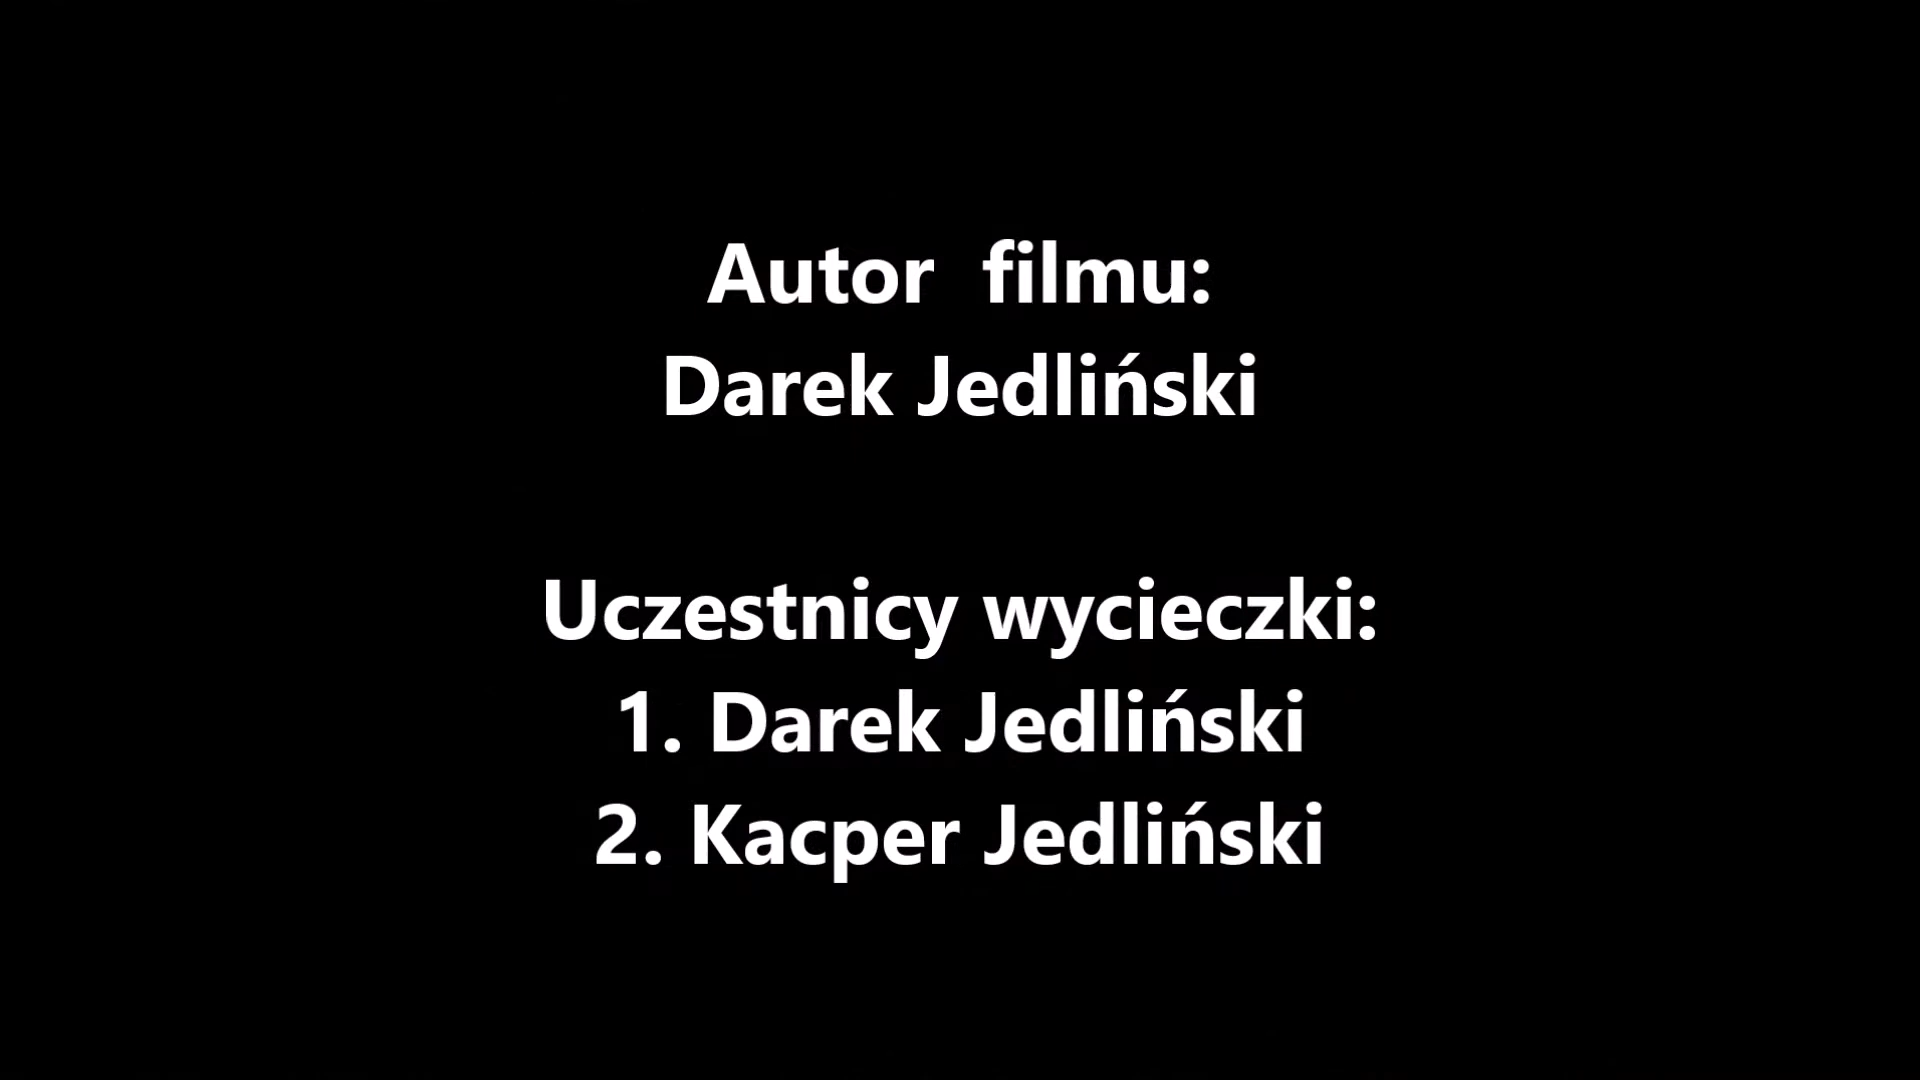 Autor  filmu:
Darek Jedliński
Uczestnicy wycieczki:
1. Darek Jedliński
2. Kacper Jedliński